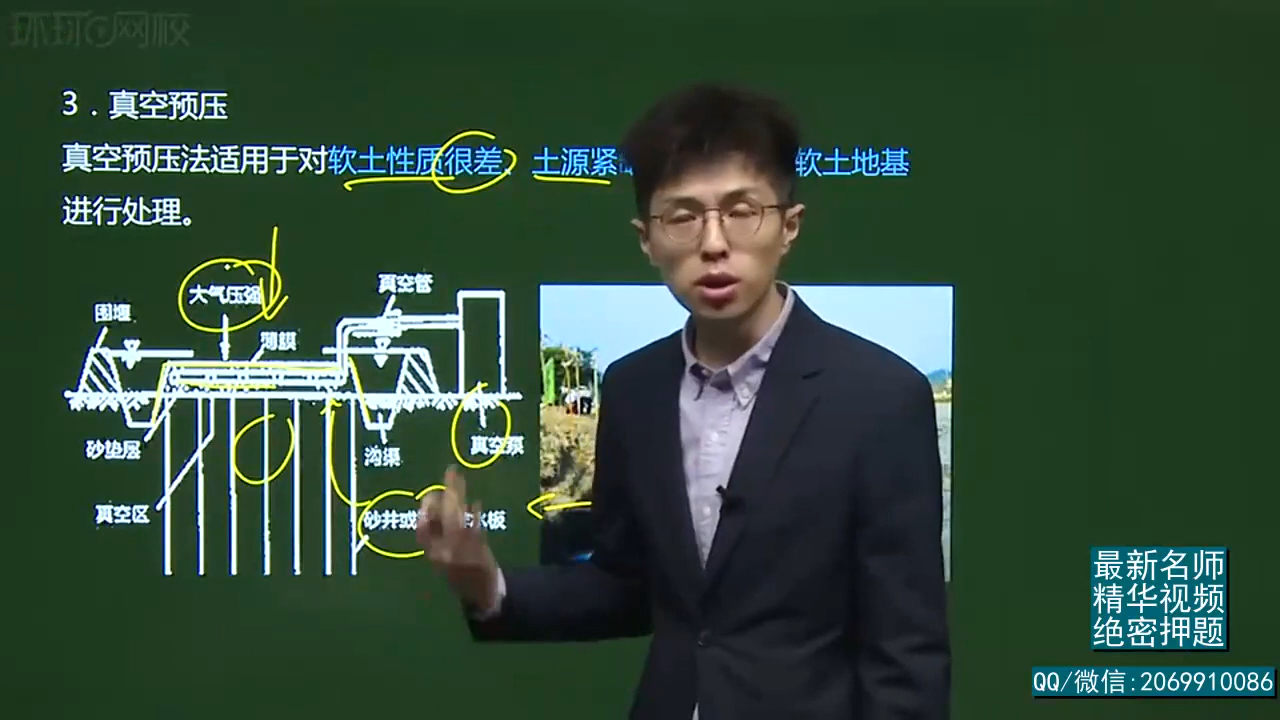 环球网校
3．真空预压
真空预压法适用于对软土性质很差、土源紧 软土地基
进行处理。
大气压强
真空管
围堰
薄膜
砂垫层
沟渠
真空泵
真空区
砂井或 水板
最新名师
精华视频
绝密押题
QQ/微信:2069910086